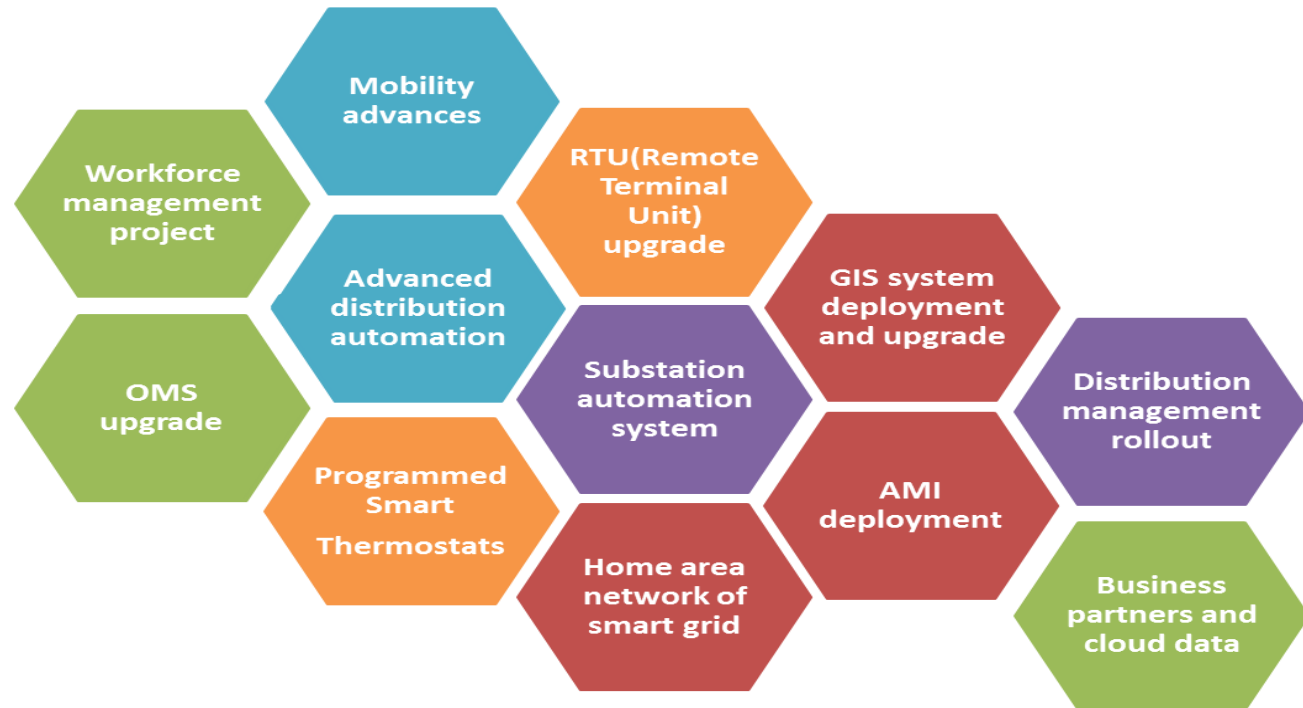 Mobility
advances
Workforce
management
project
RTU(Remote
Terminal
Unit)
upgrade
Advanced
distribution
automation
GIS system
deployment
and upgrade
OMS
upgrade
Substation
automation
system
Distribution
management
rollout
Programmed
Smart
Thermostats
AMI
deployment
Home area
network of
smart grid
Business
partners and
cloud data